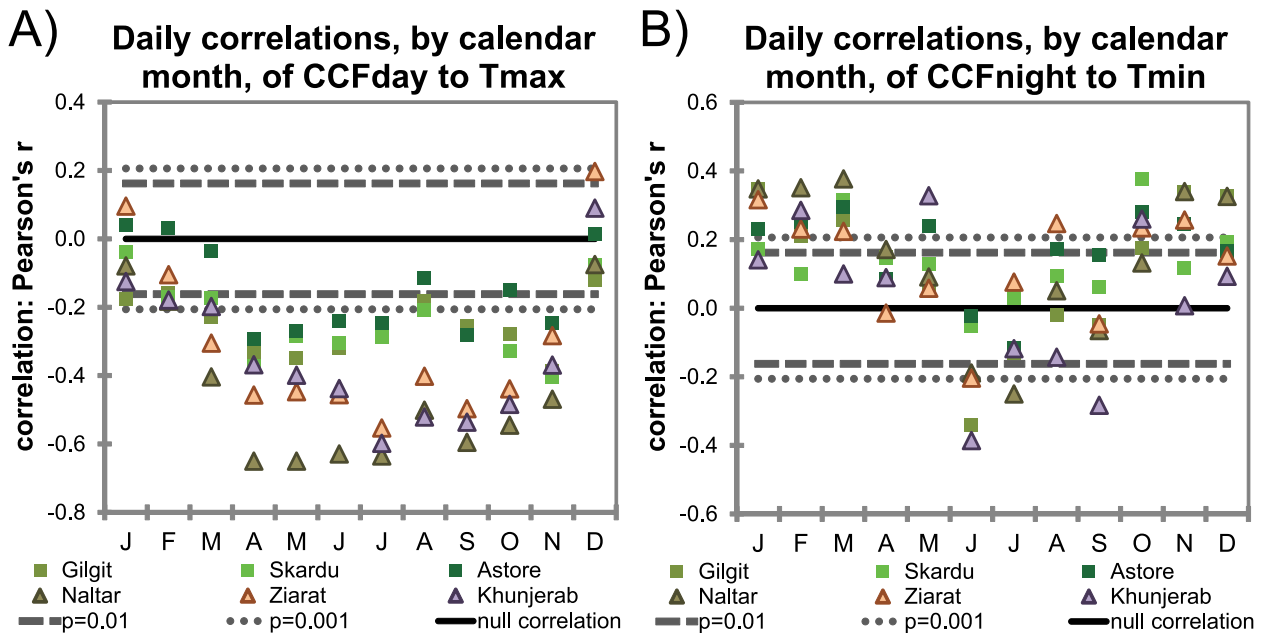 A)
Daily correlations, by calendar
month, of CCFday to Tmax
correlation: Pearson's r
0.4
0.2
0.0
-0.2
-0.4
-0.6
-0.8
J F M A M J J A S O N D
Gilgit Skardu Astore
Naltar Ziarat Khunjerab
p=0.01 p=0.001 null correlation
B)
Daily correlations, by calendar
month, of CCFnight to Tmin
correlation: Pearson's r
0.6
0.4
0.2
0.0
-0.2
-0.4
-0.6
J F M A M J J A S O N D
Gilgit Skardu Astore
Naltar Ziarat Khunjerab
p=0.01 p=0.001 null correlation